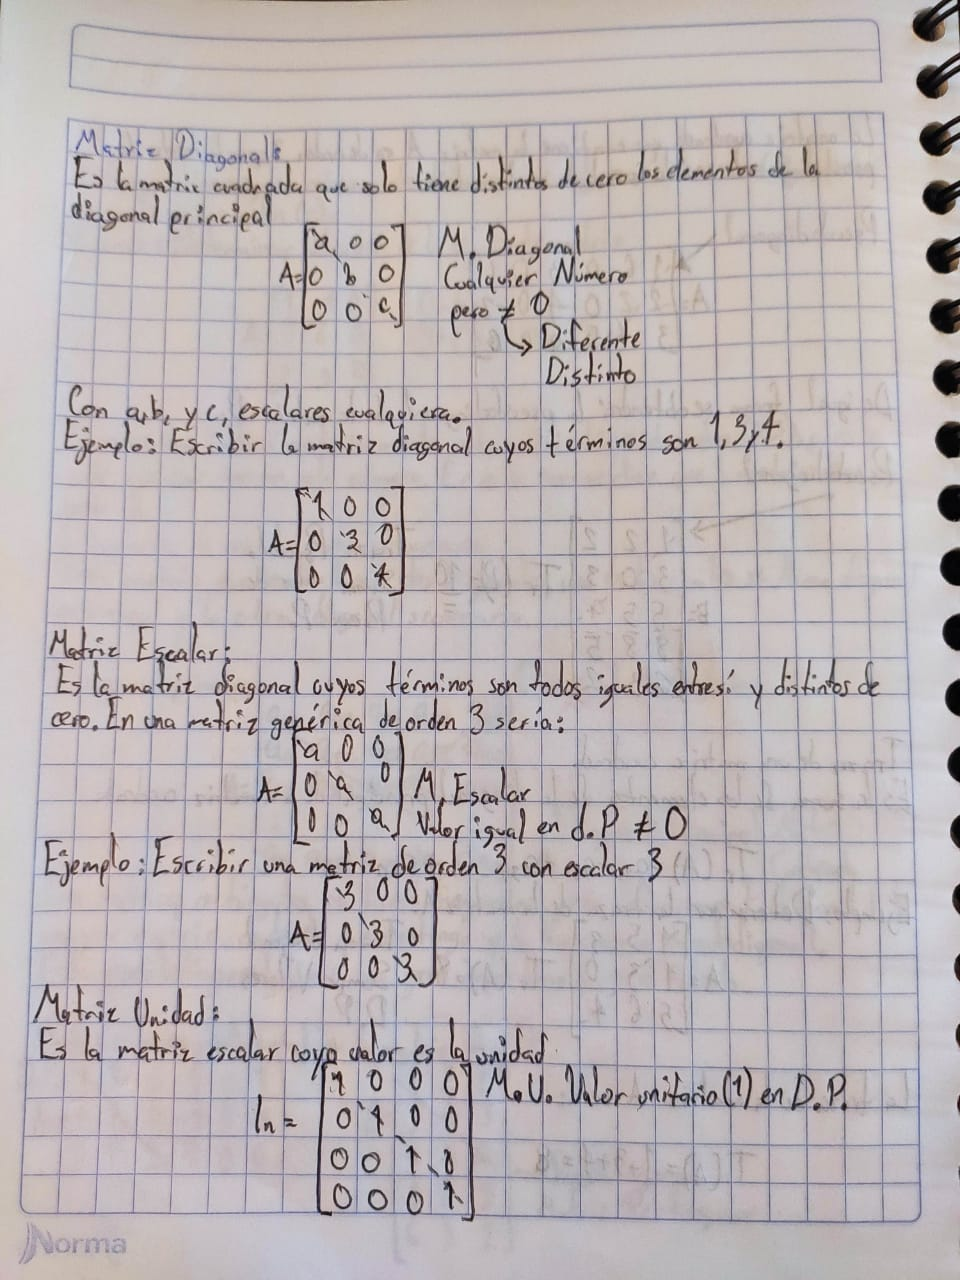 Matriz Diagonal:
Es la matriz cuadrada que solo tiene distintos de cero los elementos de la
diagonal principal
a 0 0 M. Diagonal
A= 0 b 0 Cualquier Número
0 0 c pero ≠ 0
↳ Diferente
Distinto
Con a, b, y c, escalares cualquiera.
Ejemplo: Escribir la matriz diagonal cuyos términos son 1, 3, 4.
1 0 0
A= 0 3 0
0 0 4
Matriz Escalar:
Es la matriz diagonal cuyos términos son todos iguales entre sí y distintos de
cero. En una matriz genérica de orden 3 sería:
a 0 0
A= 0 a 0 M. Escalar
0 0 a Valor igual en d.P ≠ 0
Ejemplo: Escribir una matriz de orden 3 con escalar 3
3 0 0
A= 0 3 0
0 0 3
Matriz Unidad:
Es la matriz escalar cuyo valor es la unidad.
1 0 0 0 M.U. Valor unitario (1) en D.P.
In = 0 1 0 0
0 0 1 0
0 0 0 1
Norma